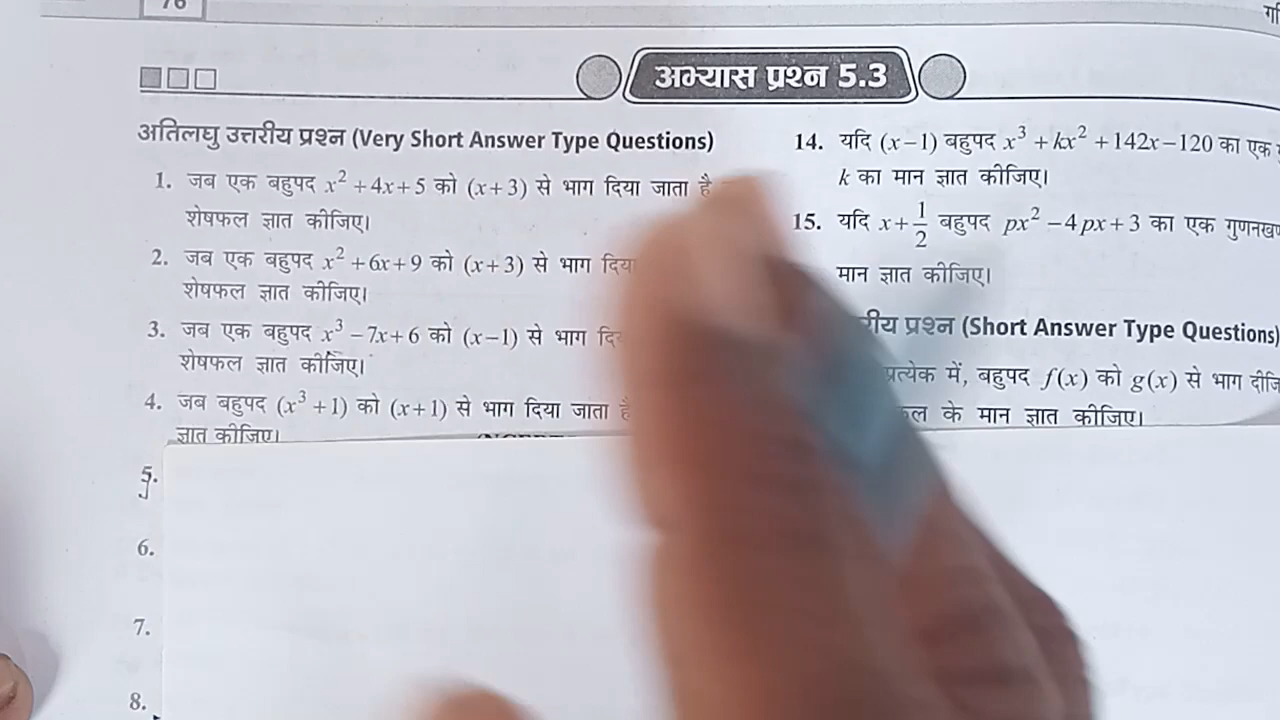 76
अभ्यास प्रश्न 5.3
अतिलघु उत्तरीय प्रश्न (Very Short Answer Type Questions)
1. जब एक बहुपद x² + 4x + 5 को (x + 3) से भाग दिया जाता है
शेषफल ज्ञात कीजिए।
2. जब एक बहुपद x² + 6x + 9 को (x + 3) से भाग
शेषफल ज्ञात कीजिए।
3. जब एक बहुपद x³ – 7x + 6 को (x – 1) से भाग
शेषफल ज्ञात कीजिए।
4. जब बहुपद (x³ + 1) को (x + 1) से भाग दिया जाता
ज्ञात कीजिए।
5.
6.
7.
8.
14. यदि (x – 1) बहुपद x³ + kx² + 142x – 120 का एक
k का मान ज्ञात कीजिए।
15. यदि x + 1/2 बहुपद px² – 4px + 3 का एक
मान ज्ञात कीजिए।
प्रश्न (Short Answer Type Questions)
प्रत्येक में, बहुपद f(x) को g(x) से भाग
के मान ज्ञात कीजिए।